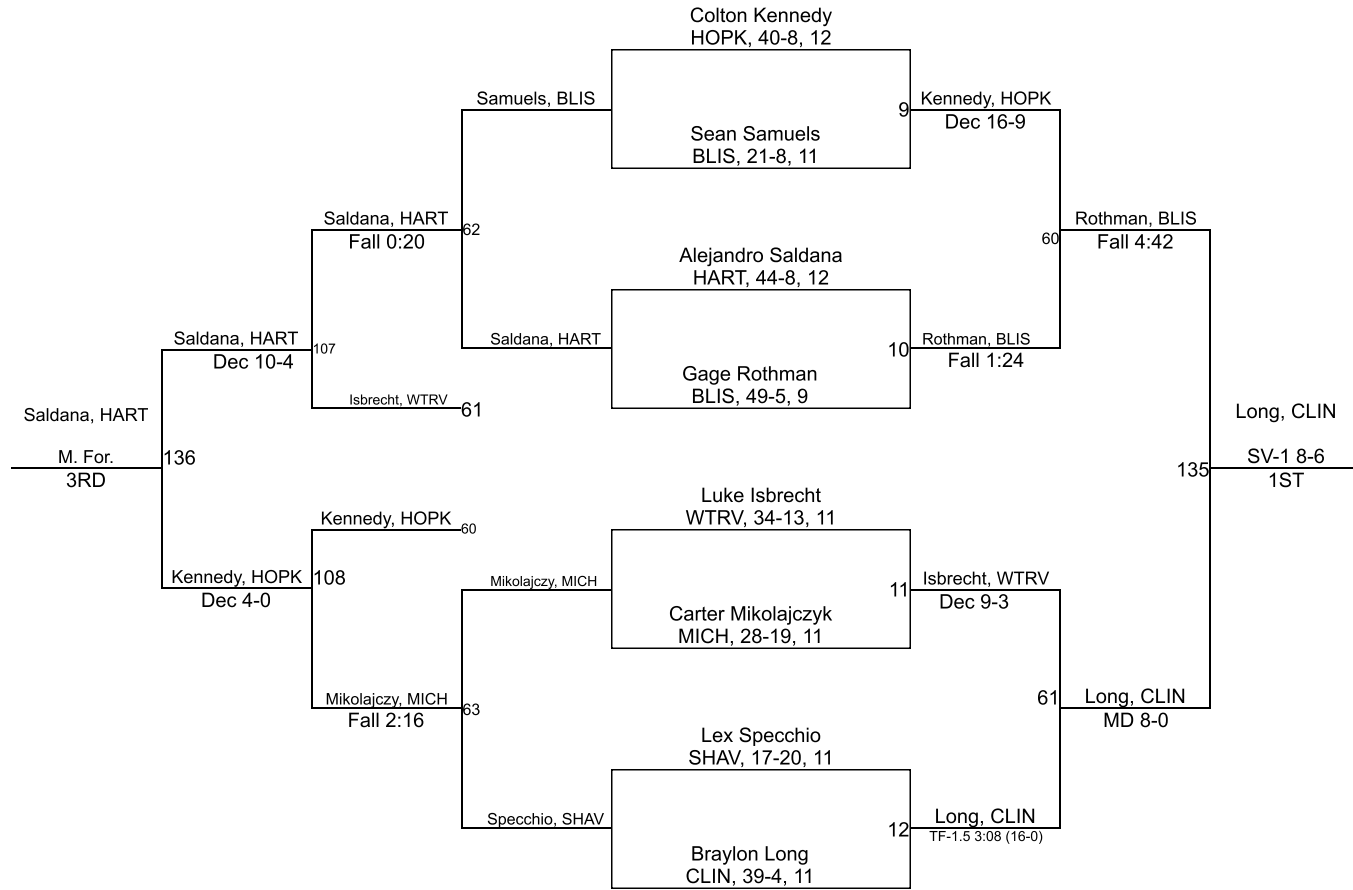 Colton Kennedy
HOPK, 40-8, 12
Samuels, BLIS
9
Kennedy, HOPK
Dec 16-9
Sean Samuels
BLIS, 21-8, 11
Saldana, HART
Fall 0:20
62
60
Rothman, BLIS
Fall 4:42
Alejandro Saldana
HART, 44-8, 12
Saldana, HART
Dec 10-4
107
Saldana, HART
10
Rothman, BLIS
Fall 1:24
Gage Rothman
BLIS, 49-5, 9
Isbrecht, WTRV
61
Saldana, HART
M. For.
3RD
136
135
Long, CLIN
SV-1 8-6
1ST
Luke Isbrecht
WTRV, 34-13, 11
Kennedy, HOPK
60
Kennedy, HOPK
Dec 4-0
108
Mikolajczy, MICH
11
Isbrecht, WTRV
Dec 9-3
Carter Mikolajczyk
MICH, 28-19, 11
Mikolajczy, MICH
Fall 2:16
63
61
Long, CLIN
MD 8-0
Lex Specchio
SHAV, 17-20, 11
Specchio, SHAV
12
Long, CLIN
TF-1.5 3:08 (16-0)
Braylon Long
CLIN, 39-4, 11